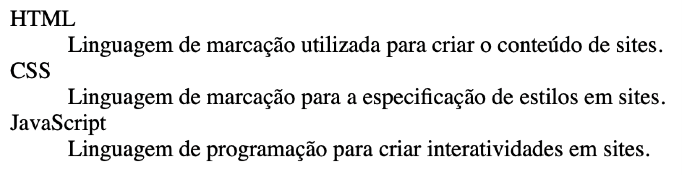 HTML
Linguagem de marcação utilizada para criar o conteúdo de sites.
CSS
Linguagem de marcação para a especificação de estilos em sites.
JavaScript
Linguagem de programação para criar interatividades em sites.